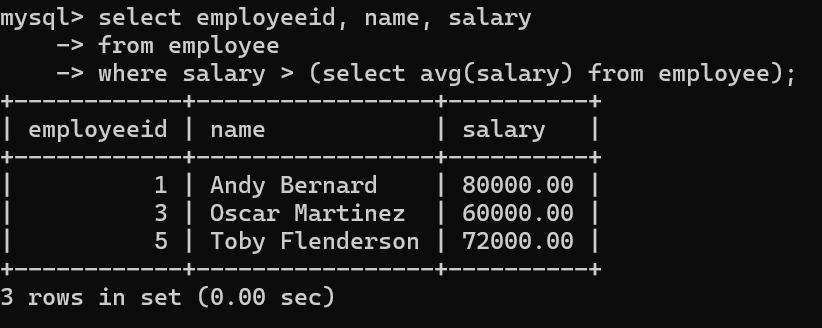 mysql> select employeeid, name, salary
    -> from employee
    -> where salary > (select avg(salary) from employee);
+------------+-----------------+----------+
| employeeid | name            | salary   |
+------------+-----------------+----------+
|          1 | Andy Bernard    | 80000.00 |
|          3 | Oscar Martinez  | 60000.00 |
|          5 | Toby Flenderson | 72000.00 |
+------------+-----------------+----------+
3 rows in set (0.00 sec)